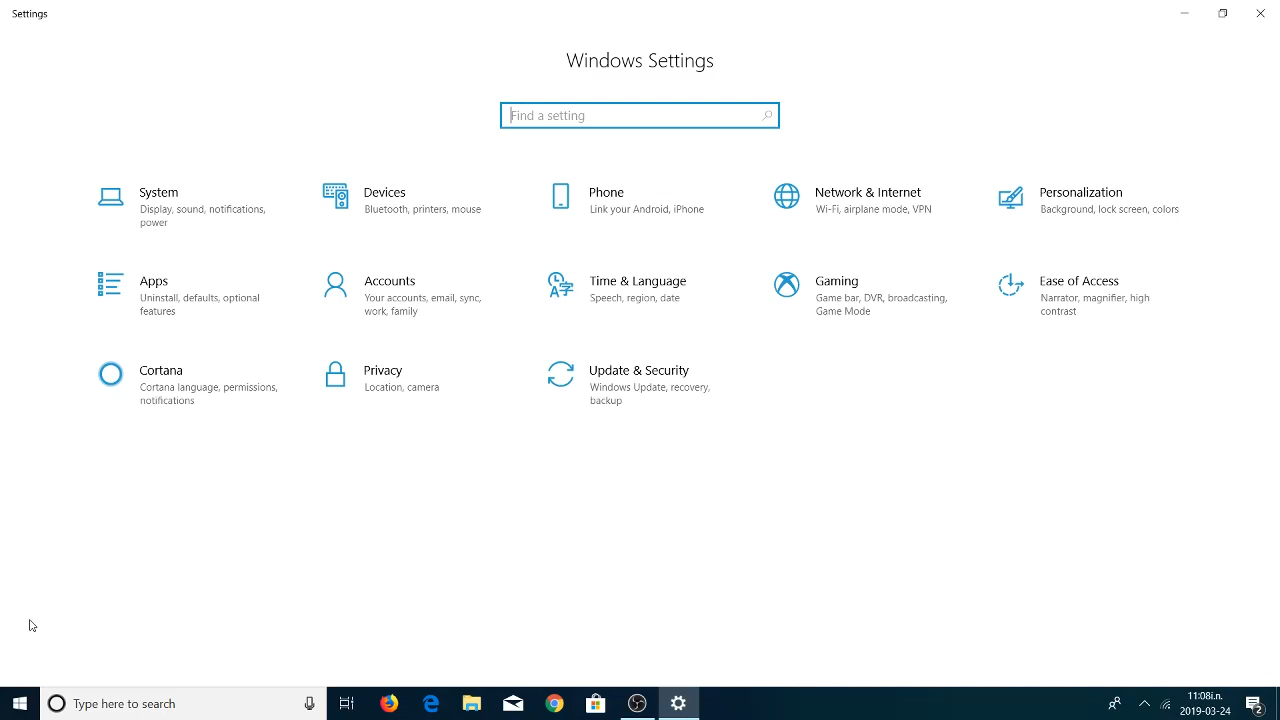 Settings
Windows Settings
Find a setting
System
Display, sound, notifications,
power
Devices
Bluetooth, printers, mouse
Phone
Link your Android, iPhone
Network & Internet
Wi-Fi, airplane mode, VPN
Personalization
Background, lock screen, colors
Apps
Uninstall, defaults, optional
features
Accounts
Your accounts, email, sync,
work, family
Time & Language
Speech, region, date
Gaming
Game bar, DVR, broadcasting,
Game Mode
Ease of Access
Narrator, magnifier, high
contrast
Cortana
Cortana language, permissions,
notifications
Privacy
Location, camera
Update & Security
Windows Update, recovery,
backup
Type here to search
11:08i.n.
2019-03-24
2